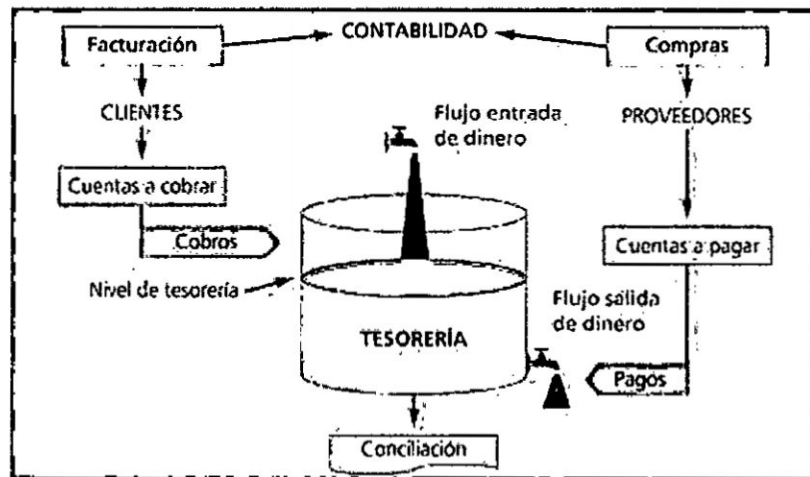 Facturación
CONTABILIDAD
Compras
CLIENTES
Flujo entrada
de dinero
PROVEEDORES
Cuentas a cobrar
Cobros
Cuentas a pagar
Nivel de tesorería
Flujo salida
de dinero
TESORERÍA
Pagos
Conciliación